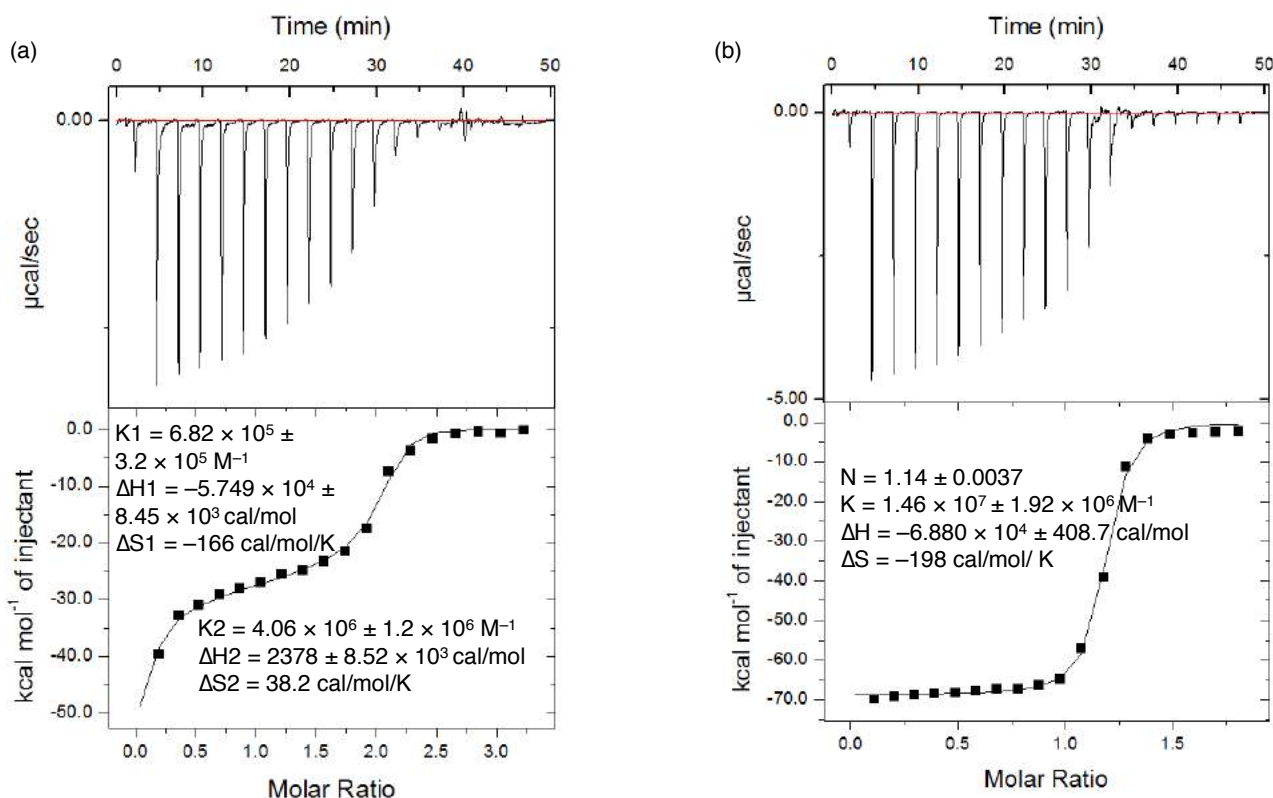 (a)
Time (min)
0 10 20 30 40 50
0.00
μcal/sec
0.0
-10.0
-20.0
-30.0
-40.0
-50.0
kcal mol⁻¹ of injectant
K1 = 6.82 × 10⁵ ±
3.2 × 10⁵ M⁻¹
ΔH1 = −5.749 × 10⁴ ±
8.45 × 10³ cal/mol
ΔS1 = −166 cal/mol/K
K2 = 4.06 × 10⁶ ± 1.2 × 10⁶ M⁻¹
ΔH2 = 2378 ± 8.52 × 10³ cal/mol
ΔS2 = 38.2 cal/mol/K
0.0 0.5 1.0 1.5 2.0 2.5 3.0
Molar Ratio
(b)
Time (min)
0 10 20 30 40 50
0.00
μcal/sec
-5.00
0.0
-10.0
-20.0
-30.0
-40.0
-50.0
-60.0
-70.0
kcal mol⁻¹ of injectant
N = 1.14 ± 0.0037
K = 1.46 × 10⁷ ± 1.92 × 10⁶ M⁻¹
ΔH = −6.880 × 10⁴ ± 408.7 cal/mol
ΔS = −198 cal/mol/ K
0.0 0.5 1.0 1.5
Molar Ratio